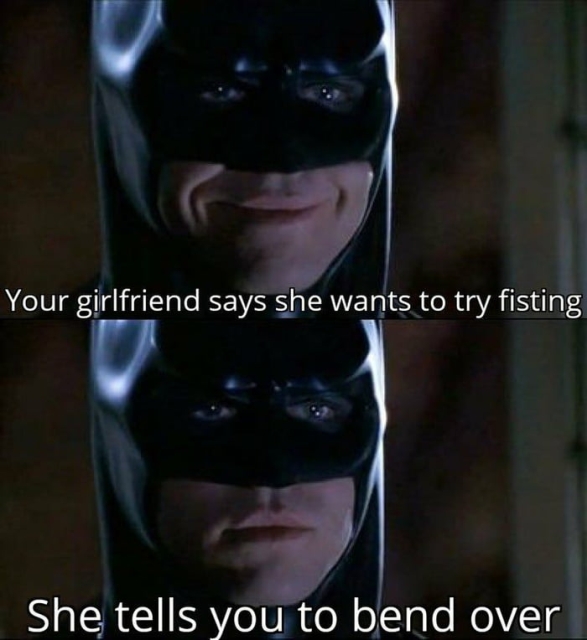 Your girlfriend says she wants to try fisting
She tells you to bend over